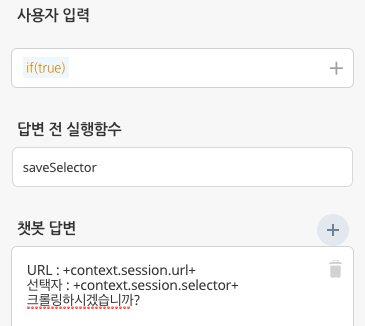 사용자 입력
if(true)
답변 전 실행함수
saveSelector
챗봇 답변
URL : +context.session.url+
선택자 : +context.session.selector+
크롤링하시겠습니까?